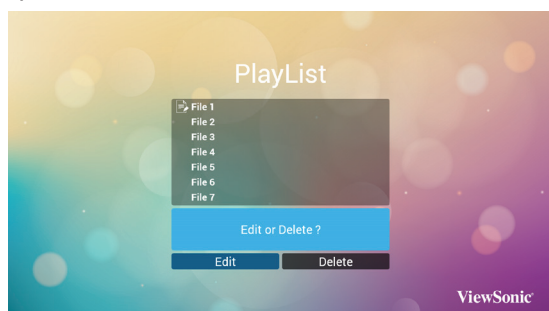 PlayList
File 1
File 2
File 3
File 4
File 5
File 6
File 7
Edit or Delete ?
Edit Delete
ViewSonic®